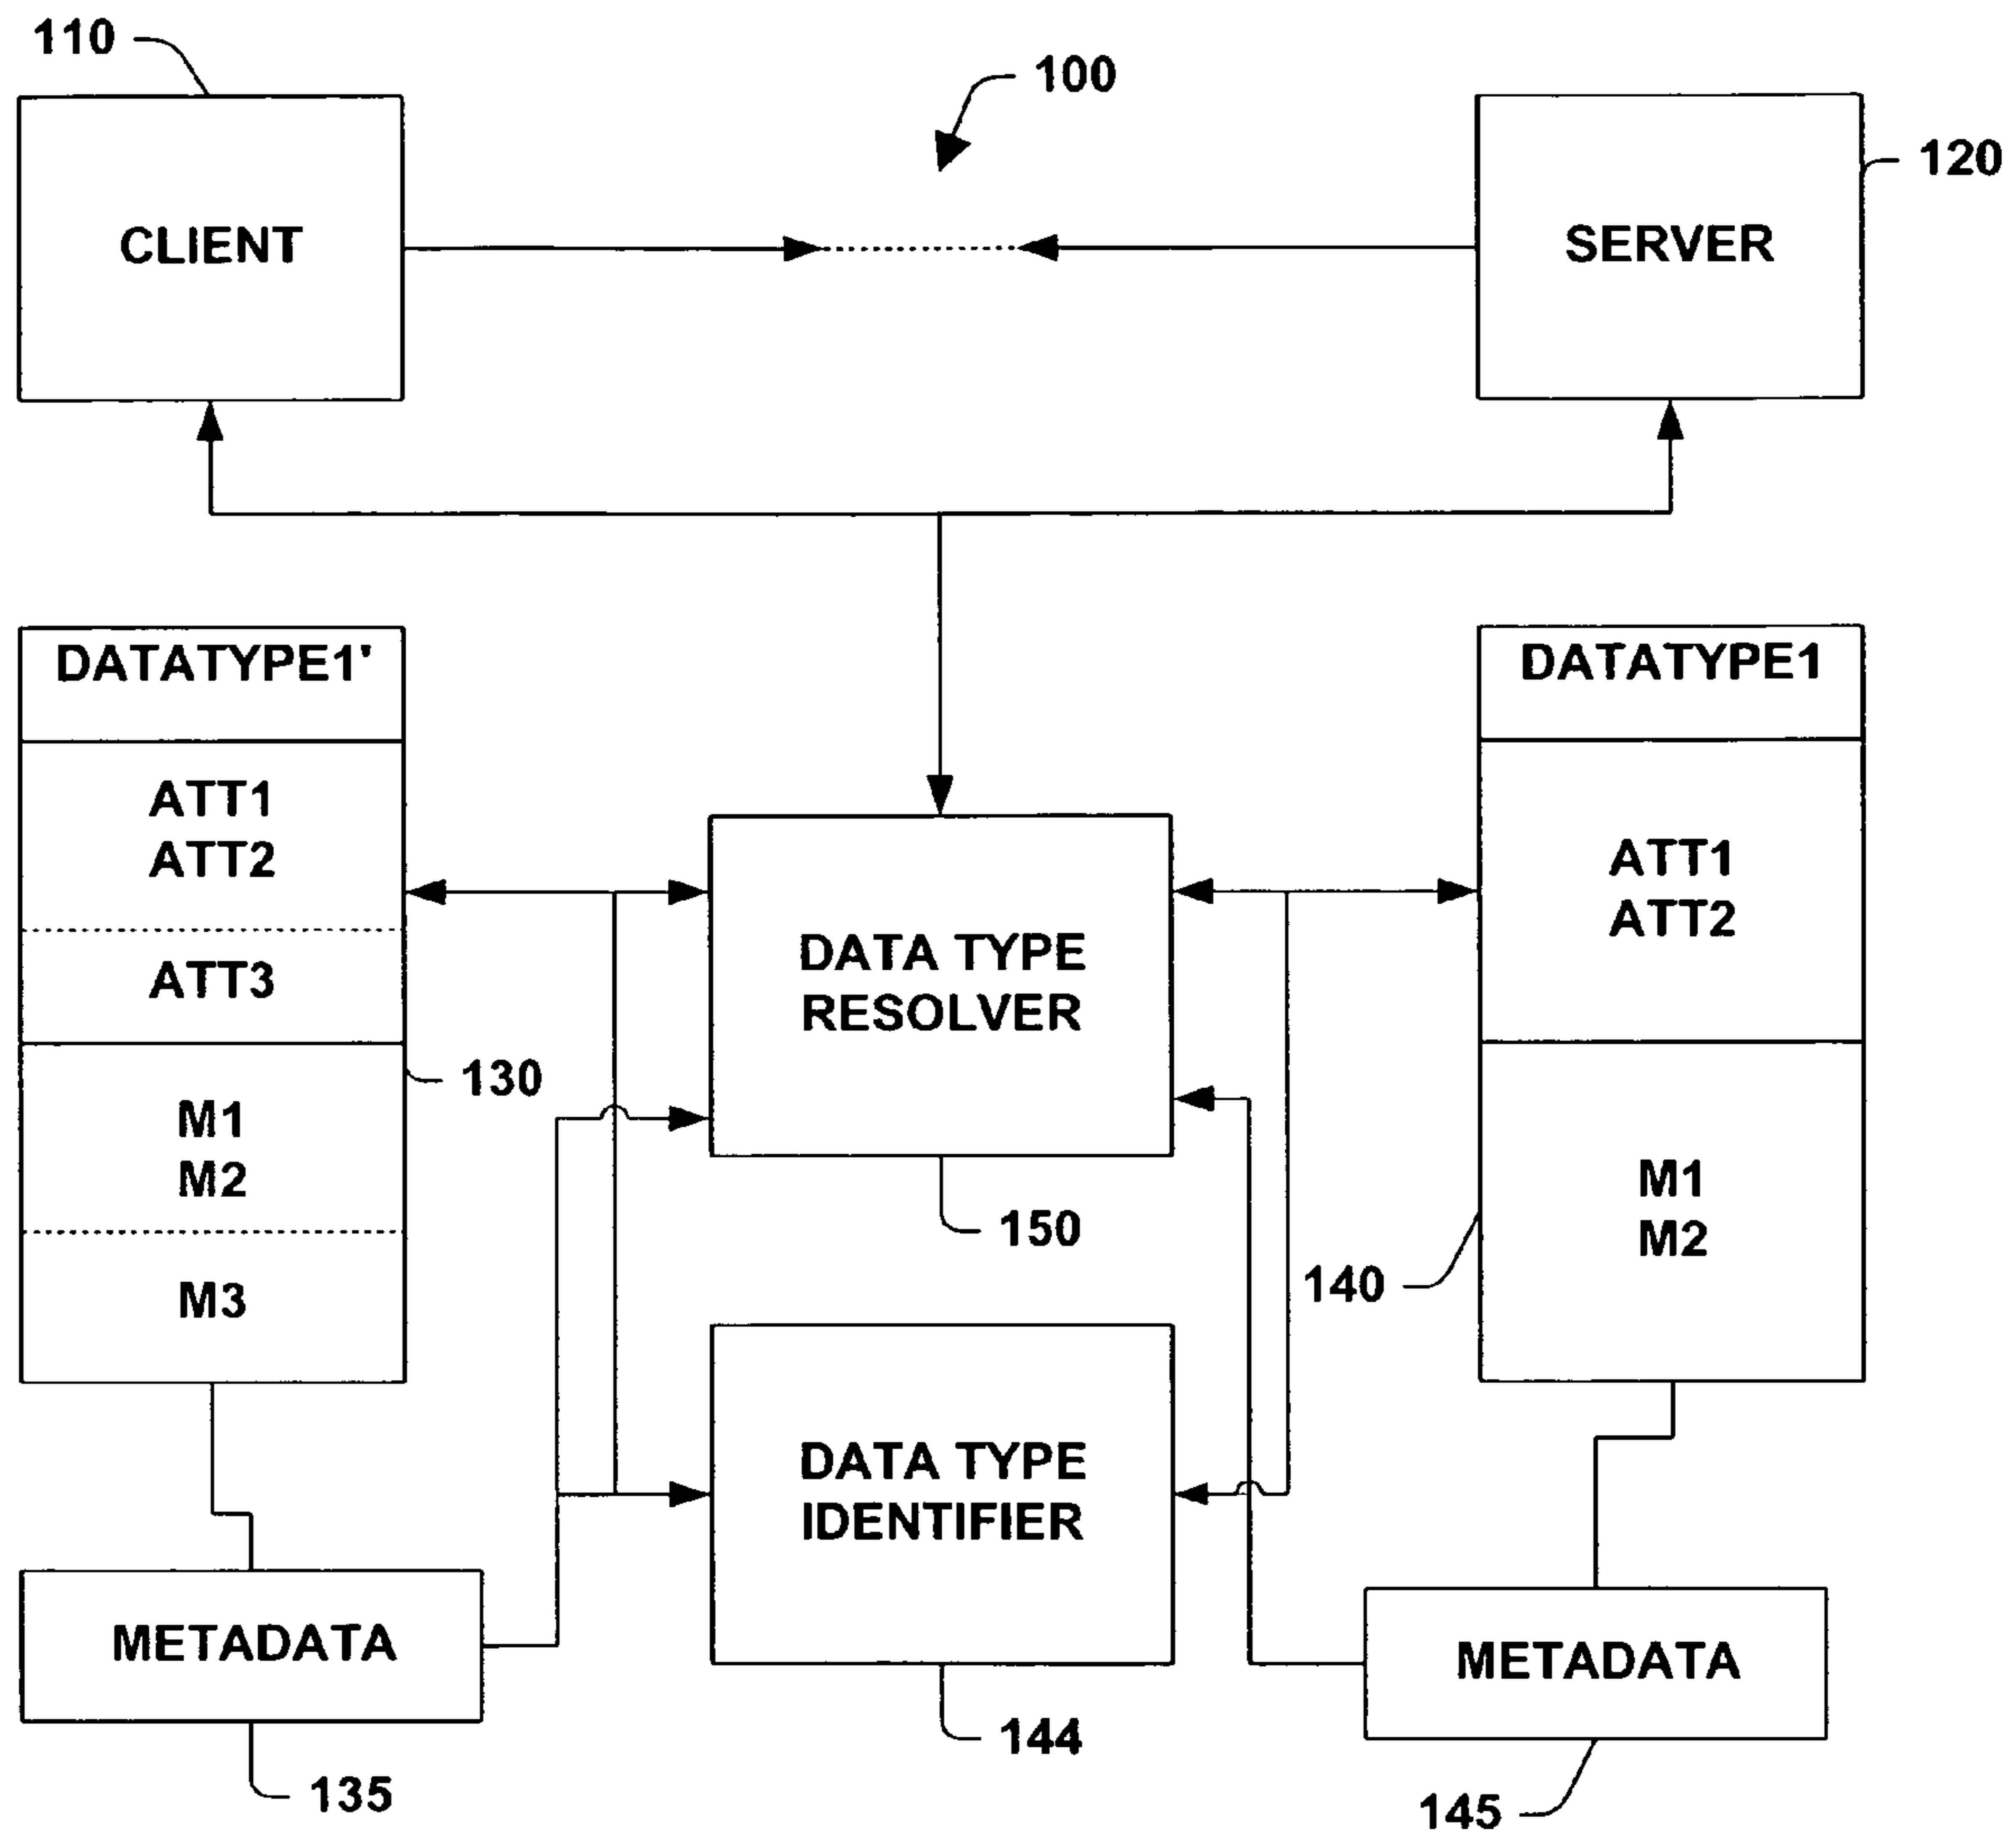 110
100
120
CLIENT
SERVER
DATATYPE1'
DATATYPE1
ATT1
ATT2
ATT3
ATT1
ATT2
DATA TYPE
RESOLVER
130
M1
M2
M3
M1
M2
150
140
DATA TYPE
IDENTIFIER
METADATA
METADATA
144
135
145